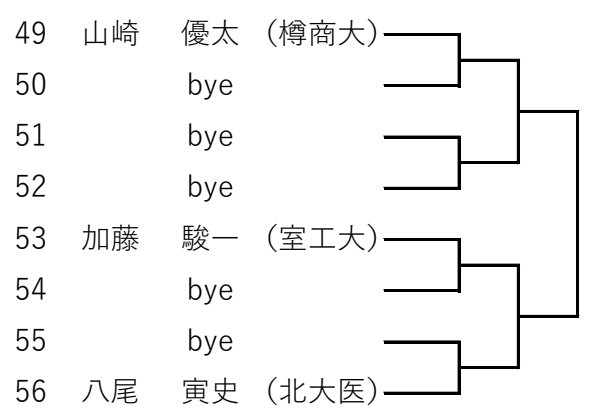 49 山崎 優太 (樽商大)
50 bye
51 bye
52 bye
53 加藤 駿一 (室工大)
54 bye
55 bye
56 八尾 寅史 (北大医)